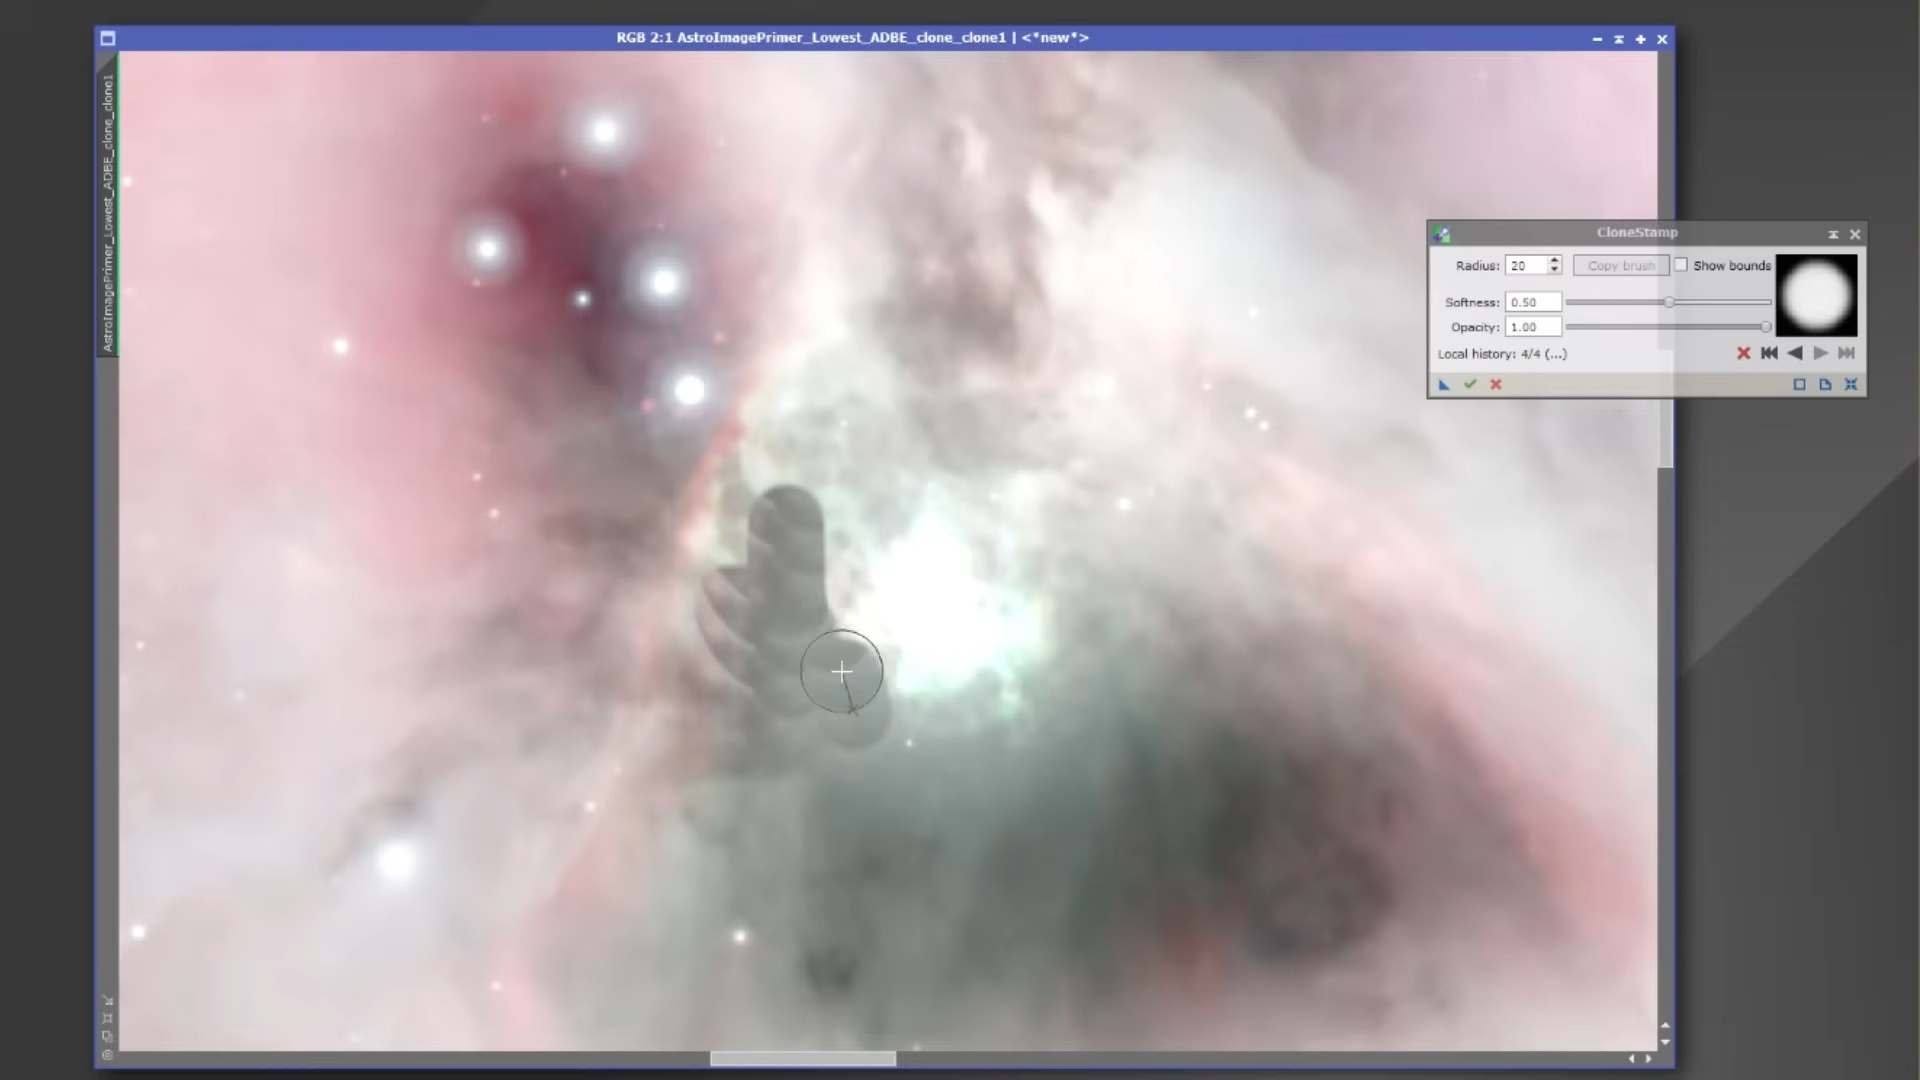 RGB 2:1 AstroImagePrimer_Lowest_ADBE_clone_clone1 | <*new*>
AstroImagePrimer_Lowest_ADBE_clone_clone1
CloneStamp
Radius: 20 Copy brush Show bounds
Softness: 0.50
Opacity: 1.00
Local history: 4/4 (...)